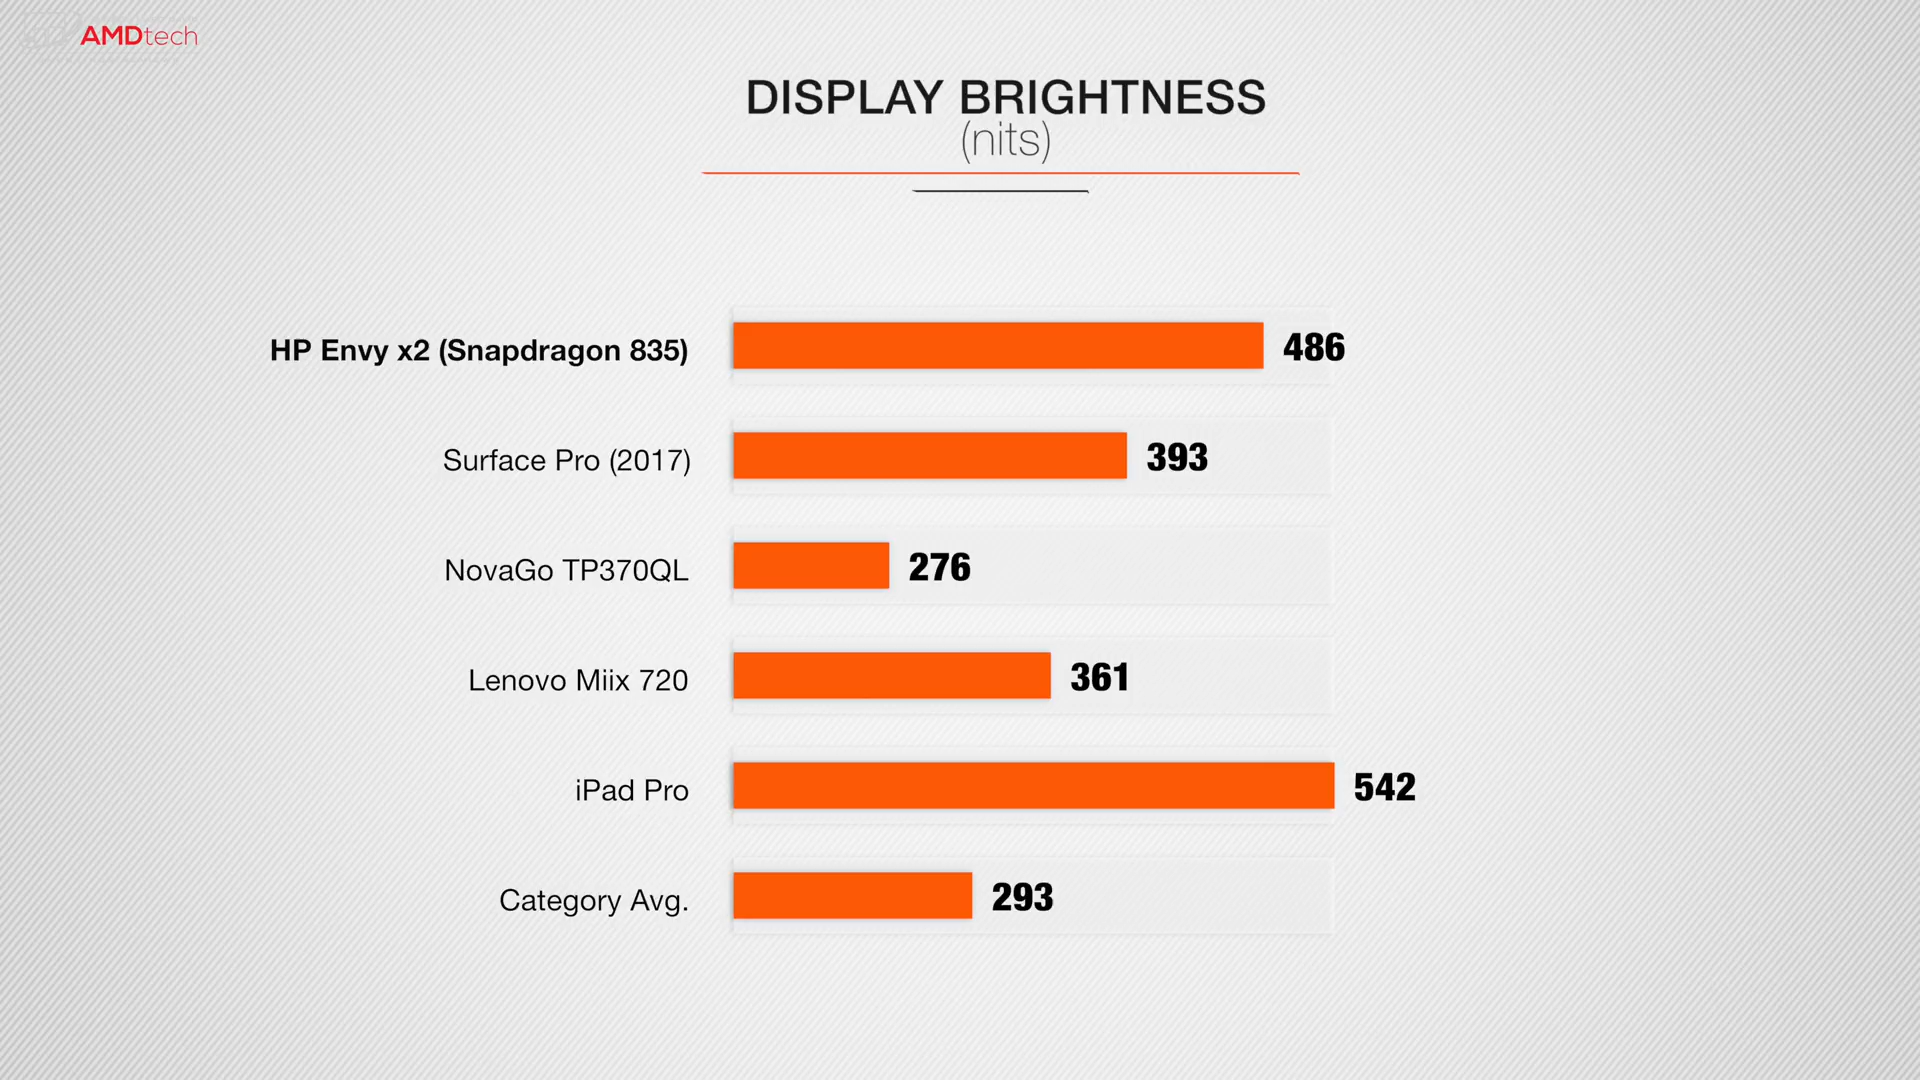 AMDtech
DISPLAY BRIGHTNESS
(nits)
HP Envy x2 (Snapdragon 835) 486
Surface Pro (2017) 393
NovaGo TP370QL 276
Lenovo Miix 720 361
iPad Pro 542
Category Avg. 293